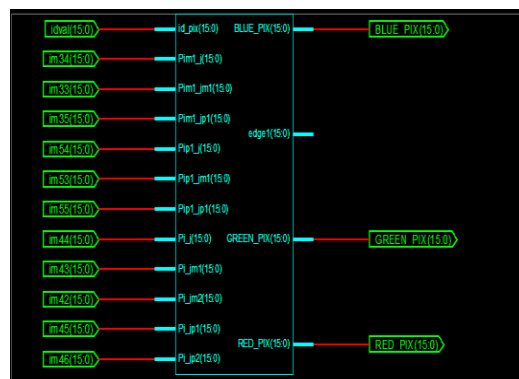 idval(15:0) id_pix(15:0) BLUE_PIX(15:0) BLUE_PIX(15:0)
im34(15:0) Pim1_j(15:0)
im33(15:0) Pim1_jm1(15:0)
im35(15:0) Pim1_jp1(15:0)
edge1(15:0)
im54(15:0) Pip1_j(15:0)
im53(15:0) Pip1_jm1(15:0)
im55(15:0) Pip1_jp1(15:0)
im44(15:0) Pi_j(15:0) GREEN_PIX(15:0) GREEN_PIX(15:0)
im43(15:0) Pi_jm1(15:0)
im42(15:0) Pi_jm2(15:0)
im45(15:0) Pi_jp1(15:0)
RED_PIX(15:0) RED_PIX(15:0)
im46(15:0) Pi_jp2(15:0)